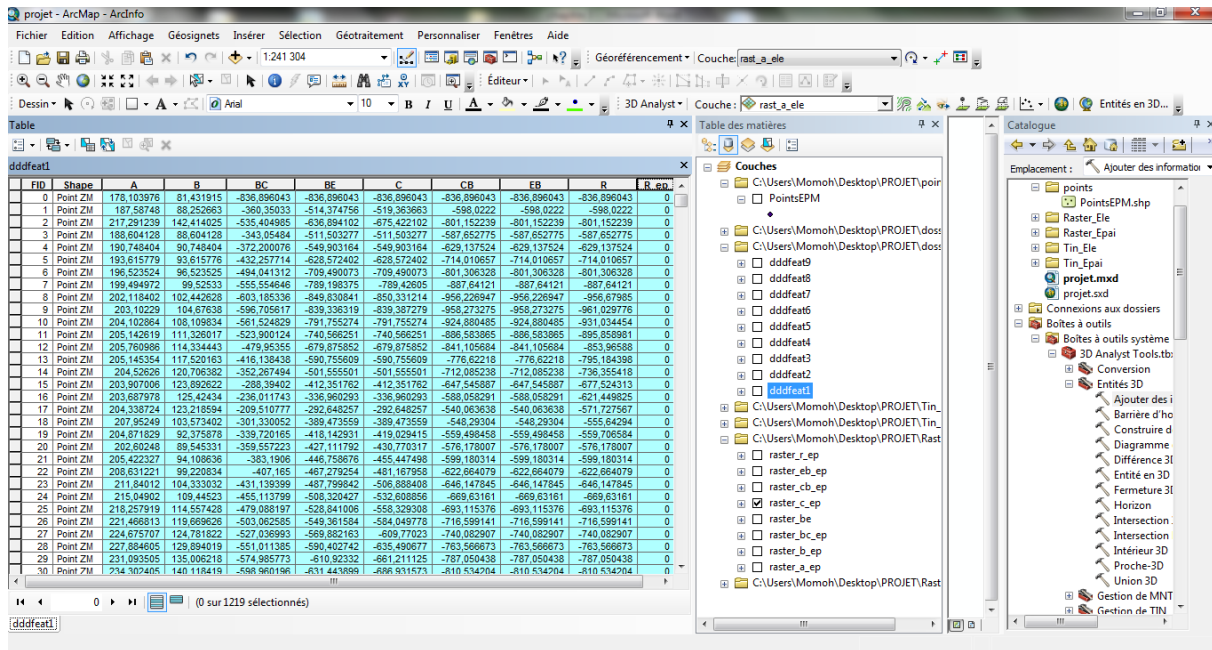 projet - ArcMap - ArcInfo
Fichier Edition Affichage Géosignets Insérer Sélection Géotraitement Personnaliser Fenêtres Aide
1:241 304 Géoréférencement Couche: rast_a_ele
Éditeur
Dessin A Arial 10 B I U A 3D Analyst Couche : rast_a_ele Entités en 3D...
Table
dddfeat1
FID Shape A B BC BE C CB EB R R_ep
0 Point ZM 178,103976 81,431915 -836,896043 -836,896043 -836,896043 -836,896043 -836,896043 -836,896043 0
1 Point ZM 187,58748 88,252663 -360,35033 -514,374756 -519,363663 -598,0222 -598,0222 -598,0222 0
2 Point ZM 217,291239 142,414025 -535,404985 -636,894102 -675,422102 -801,152239 -801,152239 -801,152239 0
3 Point ZM 188,604128 88,604128 -343,05484 -511,503277 -511,503277 -587,652775 -587,652775 -587,652775 0
4 Point ZM 190,748404 90,748404 -372,200076 -549,903164 -549,903164 -629,137524 -629,137524 -629,137524 0
5 Point ZM 193,615779 93,615776 -432,257714 -628,572402 -628,572402 -714,010657 -714,010657 -714,010657 0
6 Point ZM 196,523524 96,523525 -494,041312 -709,490073 -709,490073 -801,306328 -801,306328 -801,306328 0
7 Point ZM 199,494972 99,52533 -555,554646 -789,198375 -789,42605 -887,64121 -887,64121 -887,64121 0
8 Point ZM 202,118402 102,442628 -603,185336 -849,830841 -850,331214 -956,226947 -956,226947 -956,67985 0
9 Point ZM 203,10229 104,67638 -596,705617 -839,336319 -839,387279 -958,273275 -958,273275 -961,029776 0
10 Point ZM 204,102864 108,109834 -561,524829 -791,755274 -791,755274 -924,880485 -924,880485 -931,034454 0
11 Point ZM 205,142619 111,326017 -523,900124 -740,566251 -740,566251 -886,583865 -886,583865 -895,858981 0
12 Point ZM 205,760986 114,334443 -479,95355 -679,875852 -679,875852 -841,105684 -841,105684 -853,96588 0
13 Point ZM 205,145354 117,520163 -416,138438 -590,755609 -590,755609 -776,62218 -776,62218 -795,184398 0
14 Point ZM 204,52626 120,706382 -352,267494 -501,555501 -501,555501 -712,085238 -712,085238 -736,355418 0
15 Point ZM 203,907006 123,892622 -288,39402 -412,351762 -412,351762 -647,545887 -647,545887 -677,524313 0
16 Point ZM 203,687978 125,42434 -236,011743 -336,960293 -336,960293 -588,058291 -588,058291 -621,449825 0
17 Point ZM 204,338724 123,218594 -209,510777 -292,648257 -292,648257 -540,063638 -540,063638 -571,727567 0
18 Point ZM 207,95249 103,573402 -301,330052 -389,473559 -389,473559 -548,29304 -548,29304 -555,64294 0
19 Point ZM 204,871829 92,375878 -339,720165 -418,142931 -419,029415 -559,498458 -559,498458 -559,706584 0
20 Point ZM 202,60248 89,545331 -359,557223 -427,111792 -430,770317 -576,178007 -576,178007 -576,178007 0
21 Point ZM 205,422327 94,108636 -383,1906 -446,758676 -455,447498 -599,180314 -599,180314 -599,180314 0
22 Point ZM 208,631221 99,220834 -407,165 -467,279254 -481,167958 -622,664079 -622,664079 -622,664079 0
23 Point ZM 211,84012 104,333032 -431,139399 -487,799842 -506,888408 -646,147845 -646,147845 -646,147845 0
24 Point ZM 215,04902 109,44523 -455,113799 -508,320427 -532,608856 -669,63161 -669,63161 -669,63161 0
25 Point ZM 218,257919 114,557428 -479,088197 -528,841006 -558,329308 -693,115376 -693,115376 -693,115376 0
26 Point ZM 221,466813 119,669626 -503,062585 -549,361584 -584,049778 -716,599141 -716,599141 -716,599141 0
27 Point ZM 224,675707 124,781822 -527,036993 -569,882163 -609,77023 -740,082907 -740,082907 -740,082907 0
28 Point ZM 227,884605 129,894019 -551,011385 -590,402742 -635,490677 -763,566673 -763,566673 -763,566673 0
29 Point ZM 231,093505 135,006218 -574,985773 -610,92332 -661,211125 -787,050438 -787,050438 -787,050438 0
30 Point ZM 234,302405 140,118419 -598,960196 -631,443899 -686,931573 -810,534204 -810,534204 -810,534204 0
0 (0 sur 1219 sélectionnés)
dddfeat1
Table des matières
Couches
C:\Users\Momoh\Desktop\PROJET\poin
PointsEPM
C:\Users\Momoh\Desktop\PROJET\doss
C:\Users\Momoh\Desktop\PROJET\doss
dddfeat9
dddfeat8
dddfeat7
dddfeat6
dddfeat5
dddfeat4
dddfeat3
dddfeat2
dddfeat1
C:\Users\Momoh\Desktop\PROJET\Tin_
C:\Users\Momoh\Desktop\PROJET\Tin_
C:\Users\Momoh\Desktop\PROJET\Rast
raster_r_ep
raster_eb_ep
raster_cb_ep
raster_c_ep
raster_be
raster_bc_ep
raster_b_ep
raster_a_ep
C:\Users\Momoh\Desktop\PROJET\Rast
Catalogue
Emplacement : Ajouter des information
points
PointsEPM.shp
Raster_Ele
Raster_Epai
Tin_Ele
Tin_Epai
projet.mxd
projet.sxd
Connexions aux dossiers
Boîtes à outils
Boîtes à outils système
3D Analyst Tools.tb
Conversion
Entités 3D
Ajouter des i
Barrière d'ho
Construire d
Diagramme
Différence 3D
Entité en 3D
Fermeture 3D
Horizon
Intersection
Intersection
Intérieur 3D
Proche-3D
Union 3D
Gestion de MNT
Gestion de TIN